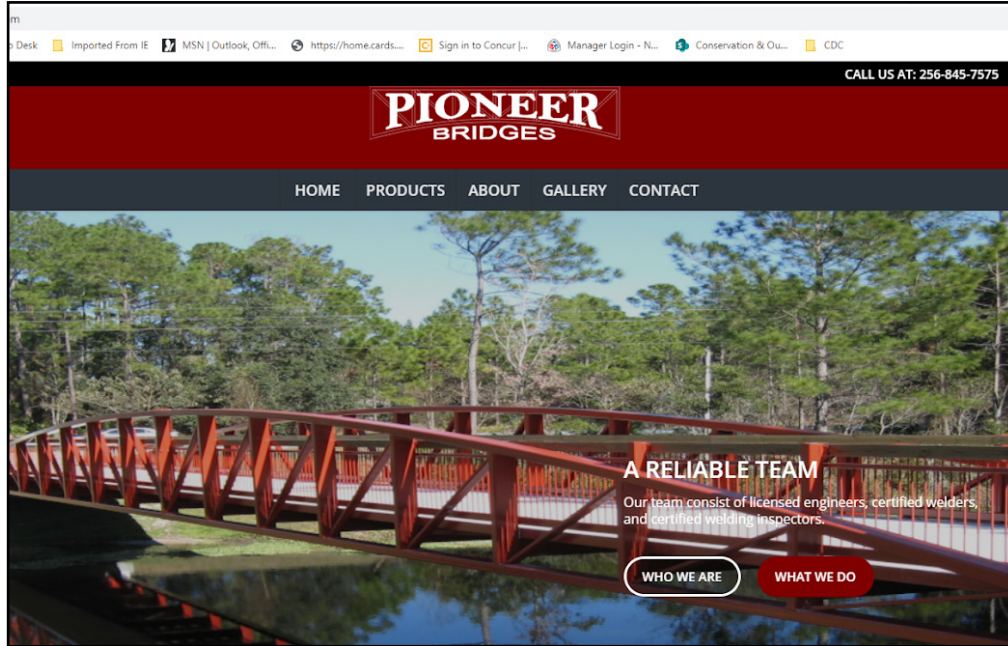 m
Desk Imported From IE MSN | Outlook, Offi... https://home.cards.... Sign in to Concur |... Manager Login - N... Conservation & Ou... CDC
CALL US AT: 256-845-7575
PIONEER
BRIDGES
HOME PRODUCTS ABOUT GALLERY CONTACT
A RELIABLE TEAM
Our team consist of licensed engineers, certified welders,
and certified welding inspectors.
WHO WE ARE WHAT WE DO